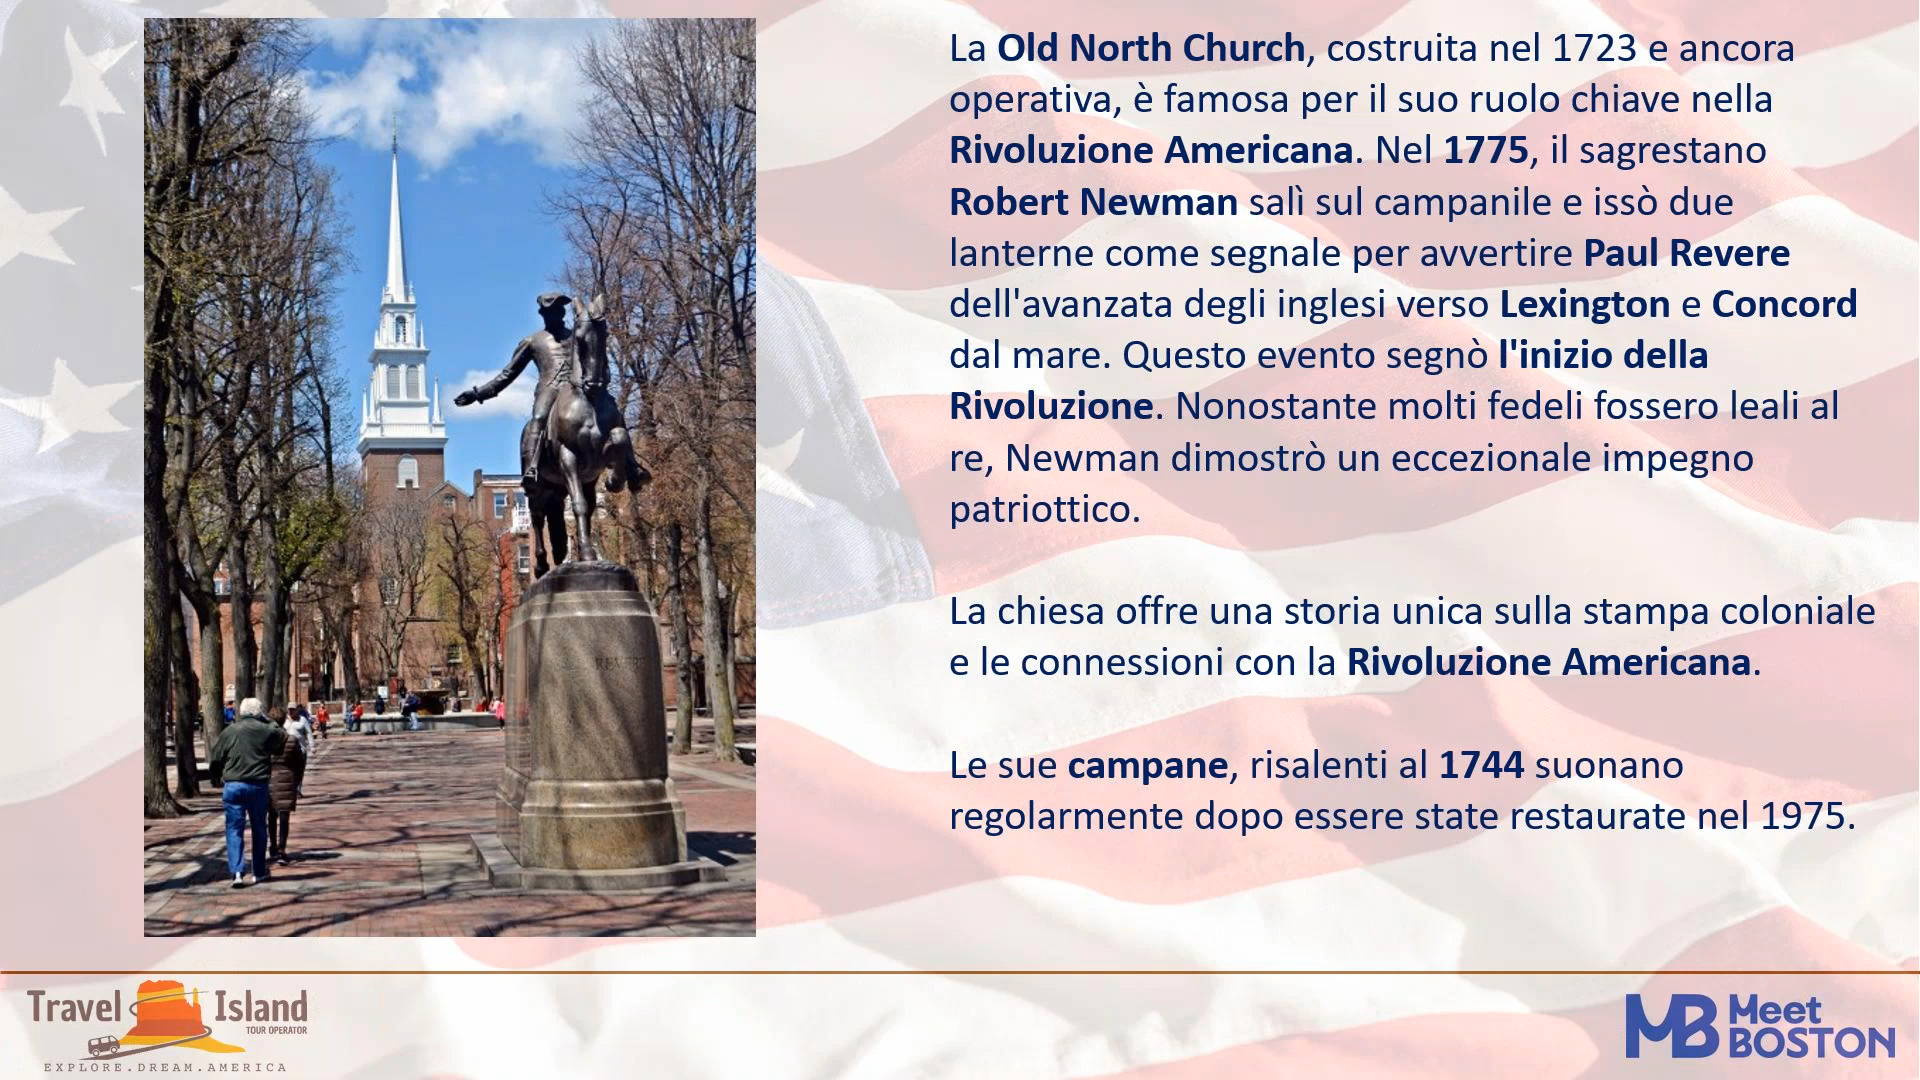 La Old North Church, costruita nel 1723 e ancora
operativa, è famosa per il suo ruolo chiave nella
Rivoluzione Americana. Nel 1775, il sagrestano
Robert Newman salì sul campanile e issò due
lanterne come segnale per avvertire Paul Revere
dell'avanzata degli inglesi verso Lexington e Concord
dal mare. Questo evento segnò l'inizio della
Rivoluzione. Nonostante molti fedeli fossero leali al
re, Newman dimostrò un eccezionale impegno
patriottico.
La chiesa offre una storia unica sulla stampa coloniale
e le connessioni con la Rivoluzione Americana.
Le sue campane, risalenti al 1744 suonano
regolarmente dopo essere state restaurate nel 1975.
REVERE
Travel Island
TOUR OPERATOR
EXPLORE.DREAM.AMERICA
MB Meet
BOSTON